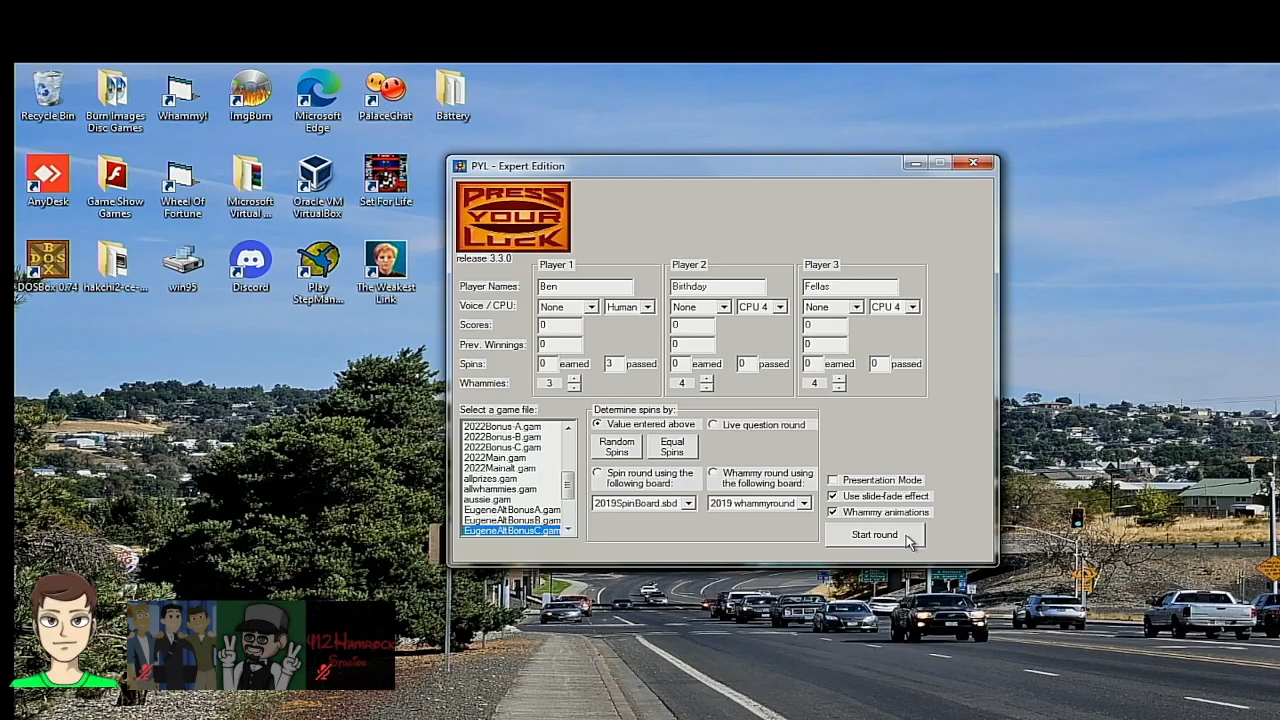 Recycle Bin
Burn Images Disc Games
Whammy!
ImgBurn
Microsoft Edge
PalaceChat
Battery
AnyDesk
Game Show Games
Wheel Of Fortune
Microsoft Virtual ...
Oracle VM VirtualBox
Set For Life
DOSBox 0.74
hakchi2-ce-...
win95
Discord
Play StepMan...
The Weakest Link
PYL - Expert Edition
PRESS
YOUR
LUCK
release 3.3.0
Player 1 Player 2 Player 3
Player Names: Ben Birthday Fellas
Voice / CPU: None Human None CPU 4 None CPU 4
Scores: 0 0 0
Prev. Winnings: 0 0 0
Spins: 0 earned 3 passed 0 earned 0 passed 0 earned 0 passed
Whammies: 3 4 4
Select a game file:
2022Bonus-A.gam
2022Bonus-B.gam
2022Bonus-C.gam
2022Main.gam
2022Mainalt.gam
allprizes.gam
allwhammies.gam
aussie.gam
EugeneAltBonusA.gam
EugeneAltBonusB.gam
EugeneAltBonusC.gam
Determine spins by:
Value entered above Live question round
Random Spins
Equal Spins
Spin round using the following board:
Whammy round using the following board:
2019SpinBoard.sbd 2019 whammyround
Presentation Mode
Use slide-fade effect
Whammy animations
Start round
412Hamrock
Studios